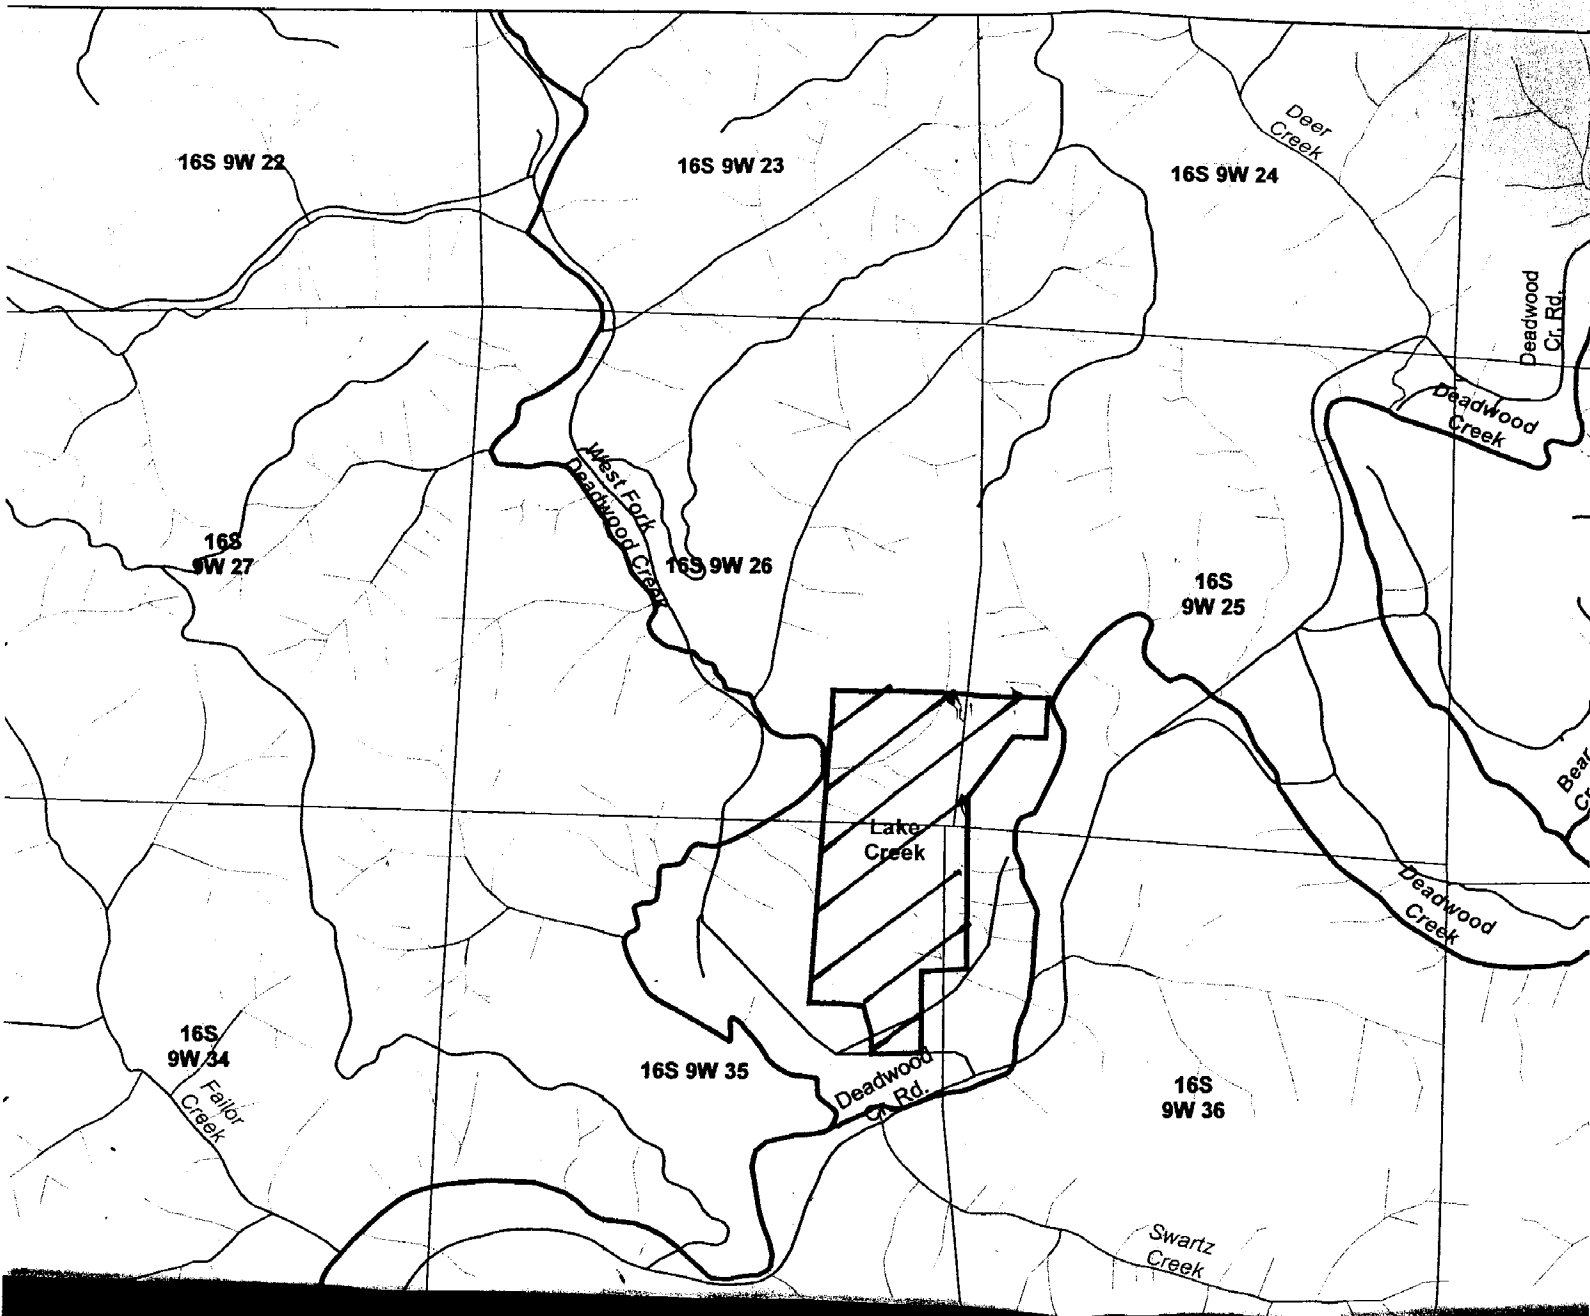 16S 9W 22
16S 9W 23
16S 9W 24
Deer
Creek
Deadwood
Cr. Rd.
Deadwood
Creek
West Fork
Deadwood Creek
16S
9W 27
16S 9W 26
16S
9W 25
Bear
Lake
Creek
Deadwood
Creek
16S
9W 34
Failor
Creek
16S 9W 35
Deadwood
Cr. Rd.
16S
9W 36
Swartz
Creek